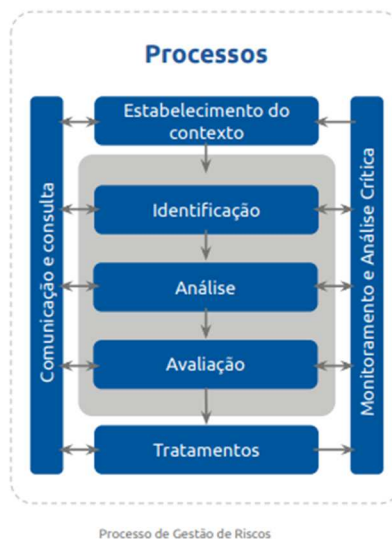 Processos
Estabelecimento do
contexto
Comunicação e consulta
Identificação
Análise
Avaliação
Tratamentos
Monitoramento e Análise Crítica
Processo de Gestão de Riscos